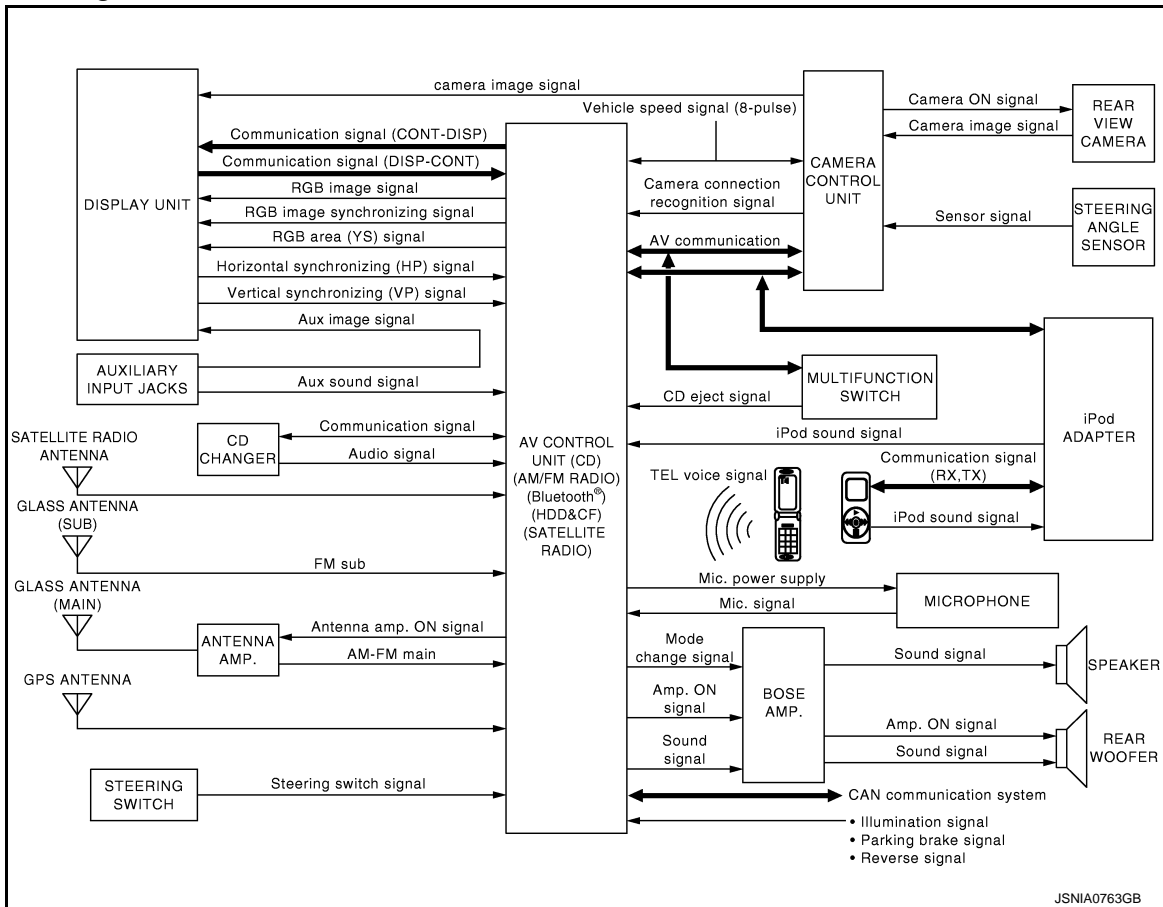 camera image signal
Vehicle speed signal (8-pulse)
Communication signal (CONT-DISP)
Communication signal (DISP-CONT)
RGB image signal
RGB image synchronizing signal
RGB area (YS) signal
Horizontal synchronizing (HP) signal
Vertical synchronizing (VP) signal
Aux image signal
DISPLAY UNIT
AUXILIARY
INPUT JACKS
Aux sound signal
SATELLITE RADIO
ANTENNA
CD
CHANGER
Communication signal
Audio signal
GLASS ANTENNA
(SUB)
FM sub
GLASS ANTENNA
(MAIN)
ANTENNA
AMP.
Antenna amp. ON signal
AM-FM main
GPS ANTENNA
STEERING
SWITCH
Steering switch signal
AV CONTROL
UNIT (CD)
(AM/FM RADIO)
(Bluetooth®)
(HDD&CF)
(SATELLITE
RADIO)
Camera connection
recognition signal
AV communication
CAMERA
CONTROL
UNIT
Camera ON signal
Camera image signal
REAR
VIEW
CAMERA
Sensor signal
STEERING
ANGLE
SENSOR
MULTIFUNCTION
SWITCH
CD eject signal
iPod sound signal
iPod
ADAPTER
Communication signal
(RX,TX)
TEL voice signal
iPod sound signal
Mic. power supply
Mic. signal
MICROPHONE
Mode
change signal
Amp. ON
signal
Sound
signal
BOSE
AMP.
Sound signal
SPEAKER
Amp. ON signal
Sound signal
REAR
WOOFER
CAN communication system
• Illumination signal
• Parking brake signal
• Reverse signal
JSNIA0763GB